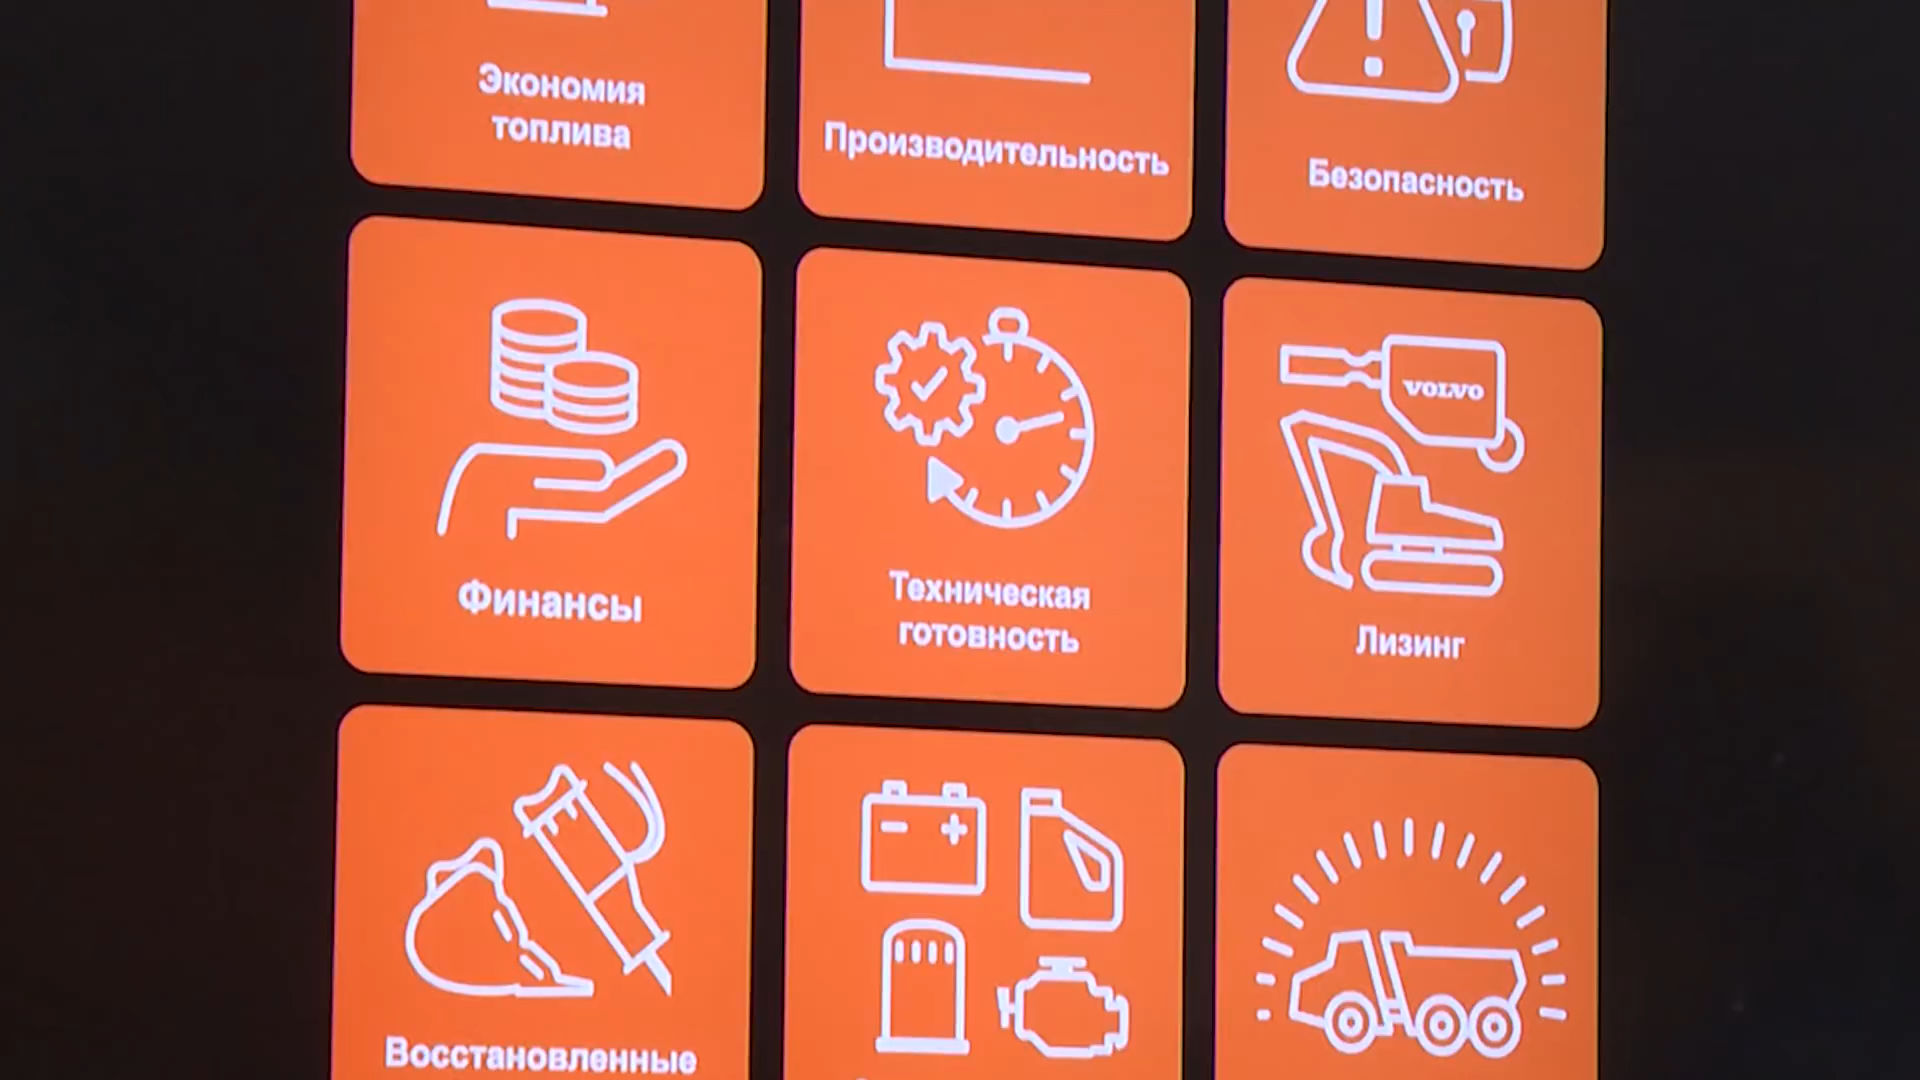 Экономия
топлива
Производительность
Безопасность
Финансы
Техническая
готовность
VOLVO
Лизинг
Восстановленные